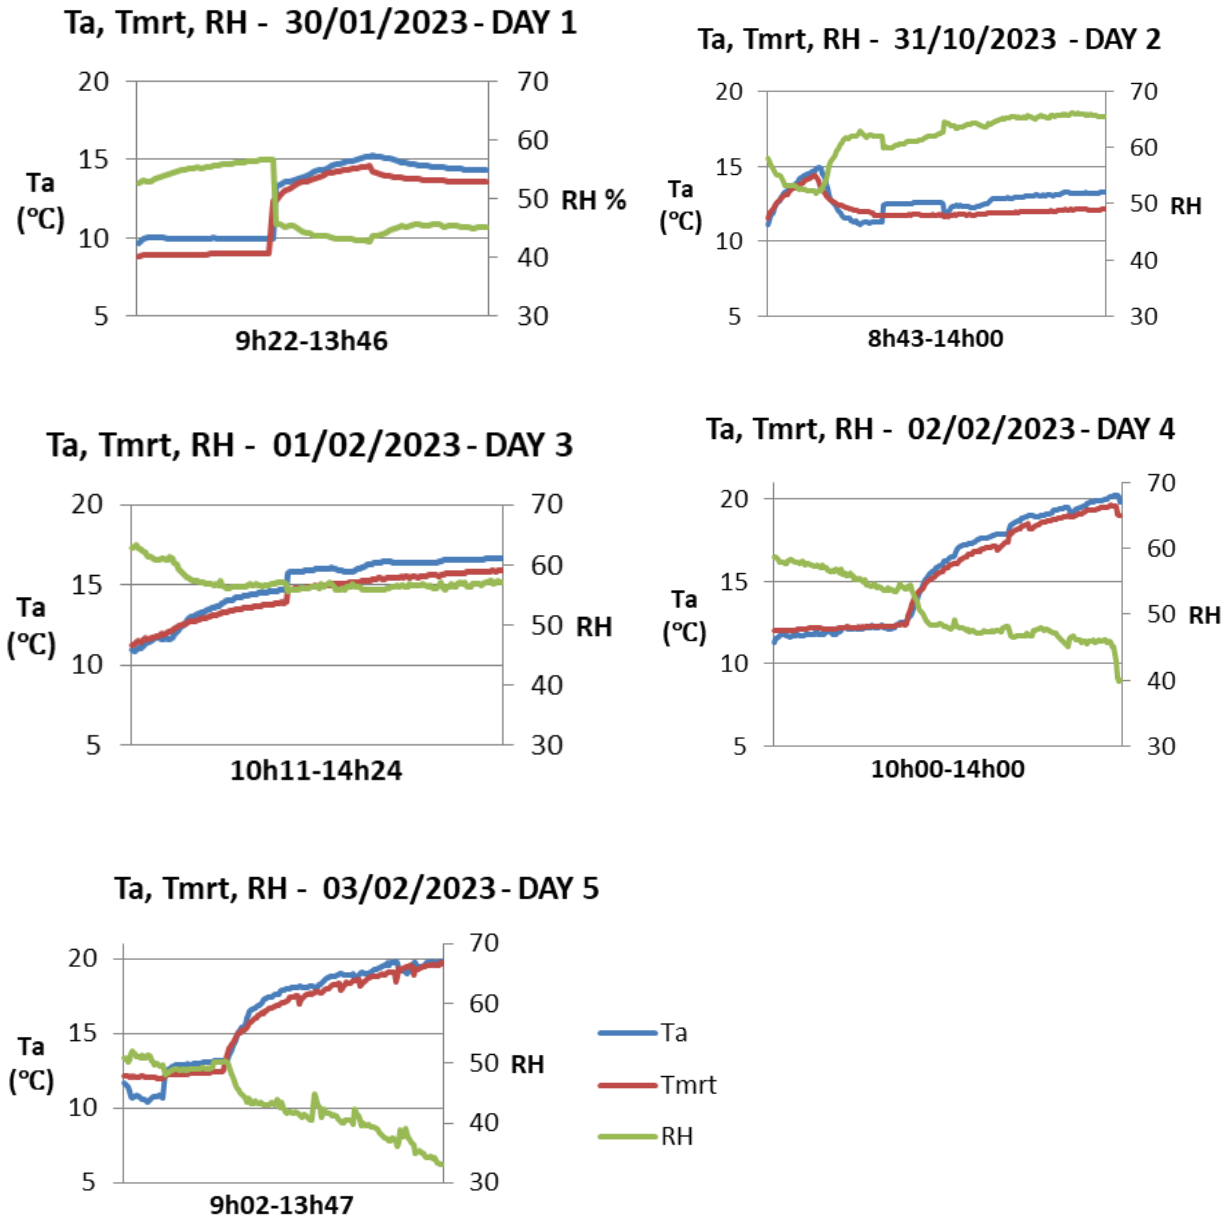 Ta, Tmrt, RH - 30/01/2023 - DAY 1
20
15
10
5
Ta
(°C)
70
60
50
40
30
RH %
9h22-13h46
Ta, Tmrt, RH - 31/10/2023 - DAY 2
20
15
10
5
Ta
(°C)
70
60
50
40
30
RH
8h43-14h00
Ta, Tmrt, RH - 01/02/2023 - DAY 3
20
15
10
5
Ta
(°C)
70
60
50
40
30
RH
10h11-14h24
Ta, Tmrt, RH - 02/02/2023 - DAY 4
20
15
10
5
Ta
(°C)
70
60
50
40
30
RH
10h00-14h00
Ta, Tmrt, RH - 03/02/2023 - DAY 5
20
15
10
5
Ta
(°C)
70
60
50
40
30
RH
9h02-13h47
Ta
Tmrt
RH